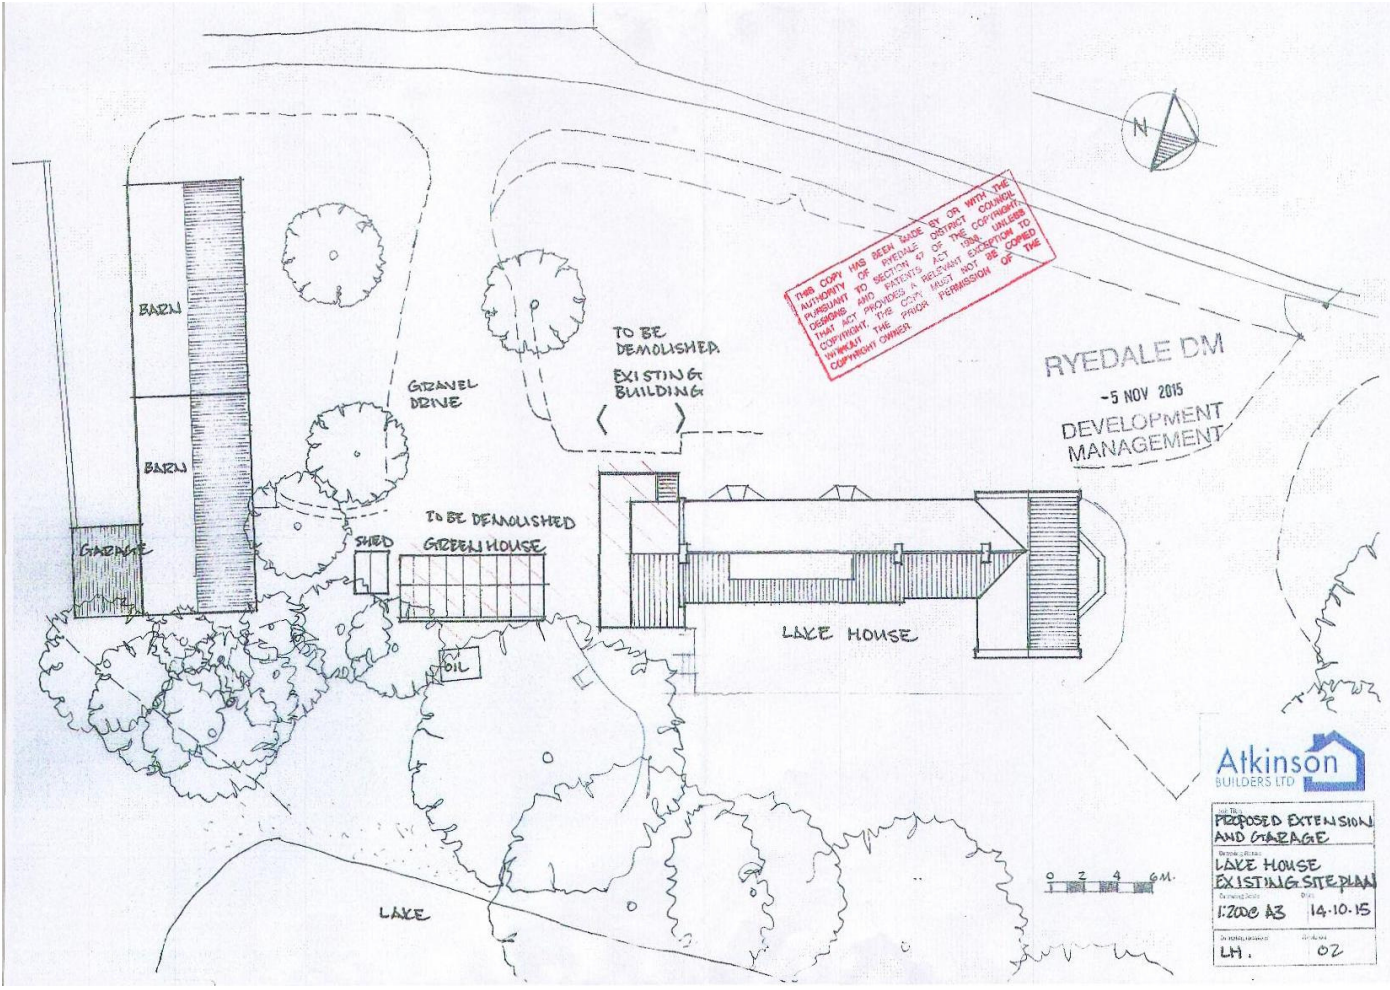 N
THIS COPY HAS BEEN MADE BY OR WITH THE
AUTHORITY OF RYEDALE DISTRICT COUNCIL
PURSUANT TO SECTION 47 OF THE COPYRIGHT,
DESIGNS AND PATENTS ACT 1988. UNLESS
THAT ACT PROVIDES A RELEVANT EXCEPTION TO
COPYRIGHT, THE COPY MUST NOT BE COPIED
WITHOUT THE PRIOR PERMISSION OF THE
COPYRIGHT OWNER
BARN
TO BE
DEMOLISHED.
EXISTING
BUILDING
GRAVEL
DRIVE
RYEDALE DM
-5 NOV 2015
DEVELOPMENT
MANAGEMENT
BARN
GARAGE
SHED
TO BE DEMOLISHED
GREENHOUSE
LAKE HOUSE
OIL
LAKE
0 2 4 6M.
Atkinson
BUILDERS LTD
PROPOSED EXTENSION
AND GARAGE
LAKE HOUSE
EXISTING SITE PLAN
1:200@ A3 14.10.15
LH. 02